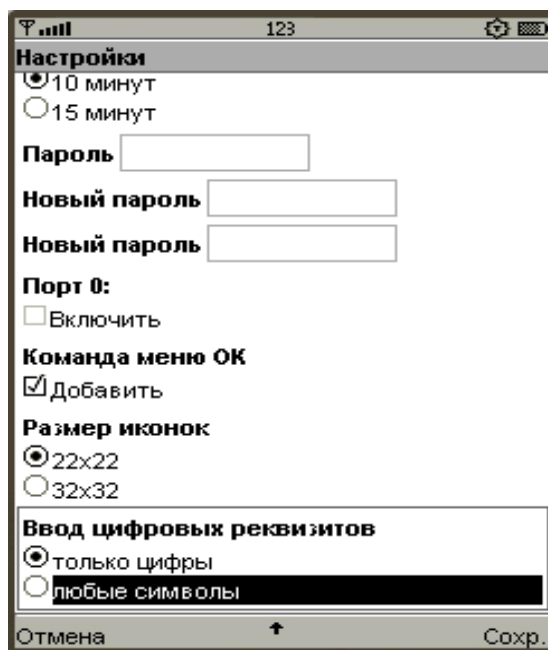 123
Настройки
10 минут
15 минут
Пароль
Новый пароль
Новый пароль
Порт 0:
Включить
Команда меню ОК
Добавить
Размер иконок
22x22
32x32
Ввод цифровых реквизитов
только цифры
любые символы
Отмена Сохр.